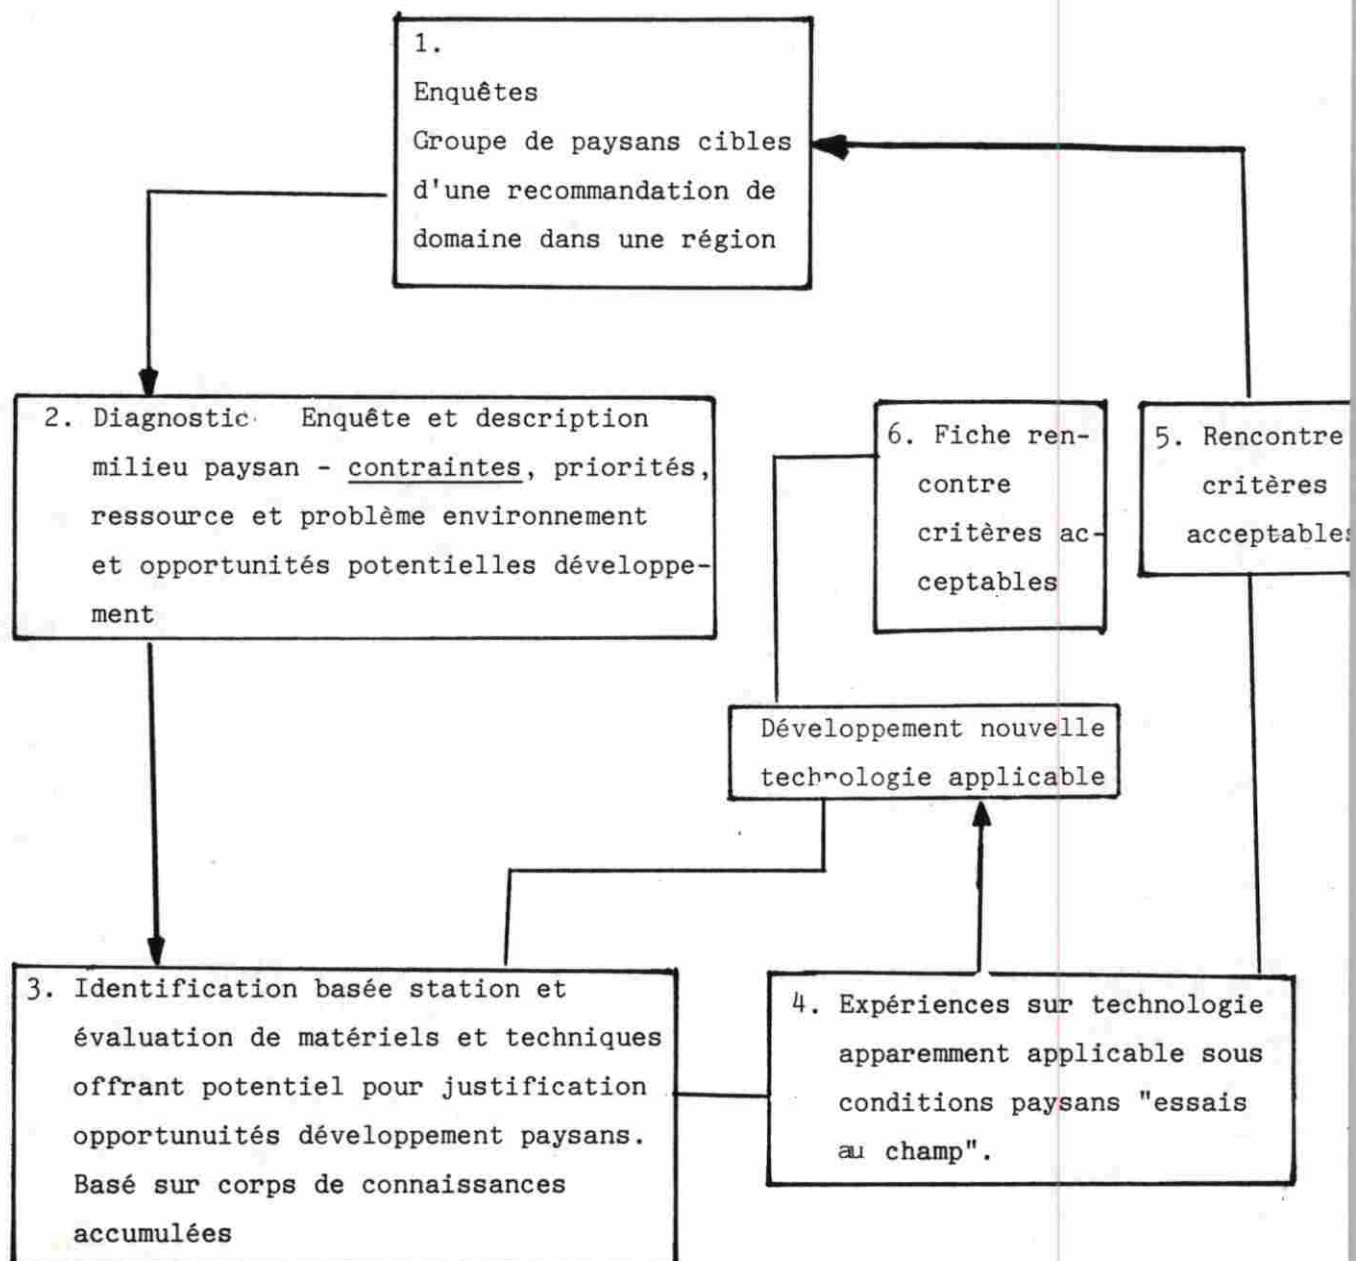 1.
Enquêtes
Groupe de paysans cibles
d'une recommandation de
domaine dans une région
2. Diagnostic Enquête et description
milieu paysan - contraintes, priorités,
ressource et problème environnement
et opportunités potentielles développe-
ment
6. Fiche ren-
contre
critères ac-
ceptables
5. Rencontre
critères
acceptables
Développement nouvelle
technologie applicable
3. Identification basée station et
évaluation de matériels et techniques
offrant potentiel pour justification
opportunuités développement paysans.
Basé sur corps de connaissances
accumulées
4. Expériences sur technologie
apparemment applicable sous
conditions paysans "essais
au champ".